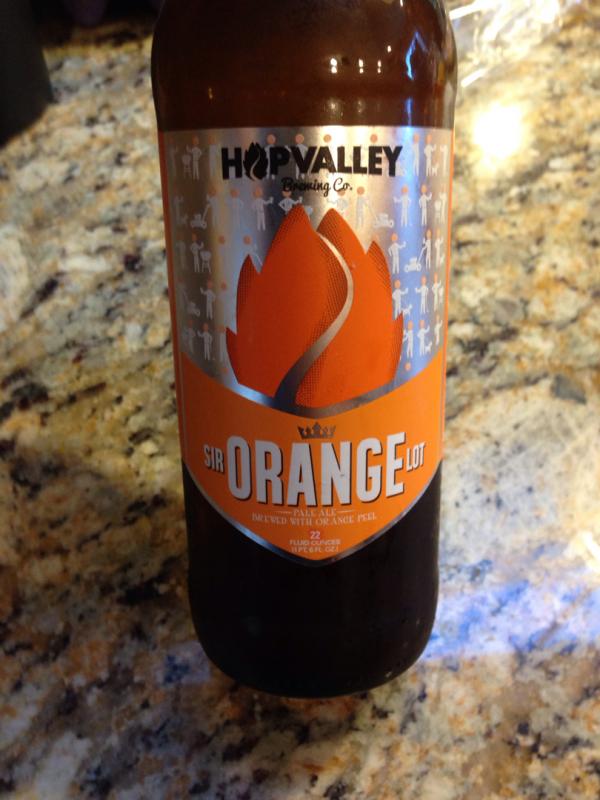 HOPVALLEY
Brewing Co.
SIR ORANGE LOT
PALE ALE
BREWED WITH ORANGE PEEL
22
FLUID OUNCES
(1 PT. 6 FL. OZ.)